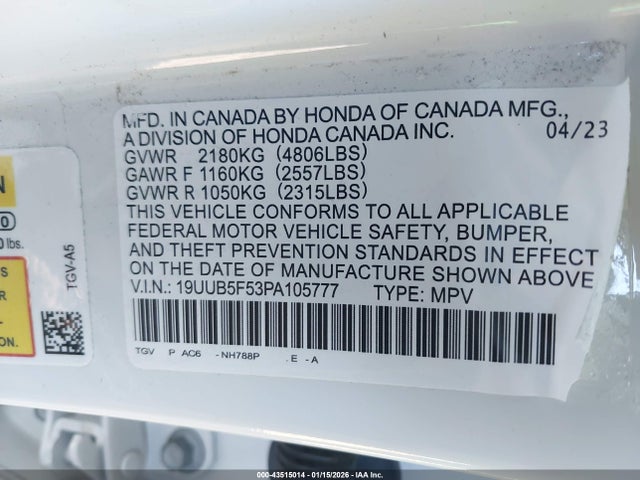 MFD. IN CANADA BY HONDA OF CANADA MFG.,
A DIVISION OF HONDA CANADA INC. 04/23
GVWR 2180KG (4806LBS)
GAWR F 1160KG (2557LBS)
GVWR R 1050KG (2315LBS)
THIS VEHICLE CONFORMS TO ALL APPLICABLE
FEDERAL MOTOR VEHICLE SAFETY, BUMPER,
AND THEFT PREVENTION STANDARDS IN EFFECT
ON THE DATE OF MANUFACTURE SHOWN ABOVE
V.I.N.: 19UUB5F53PA105777 TYPE: MPV
TGV P AC6 -NH788P .E -A
TGV-A5
lbs.
ON.
000-43515014 - 01/15/2026 - IAA Inc.